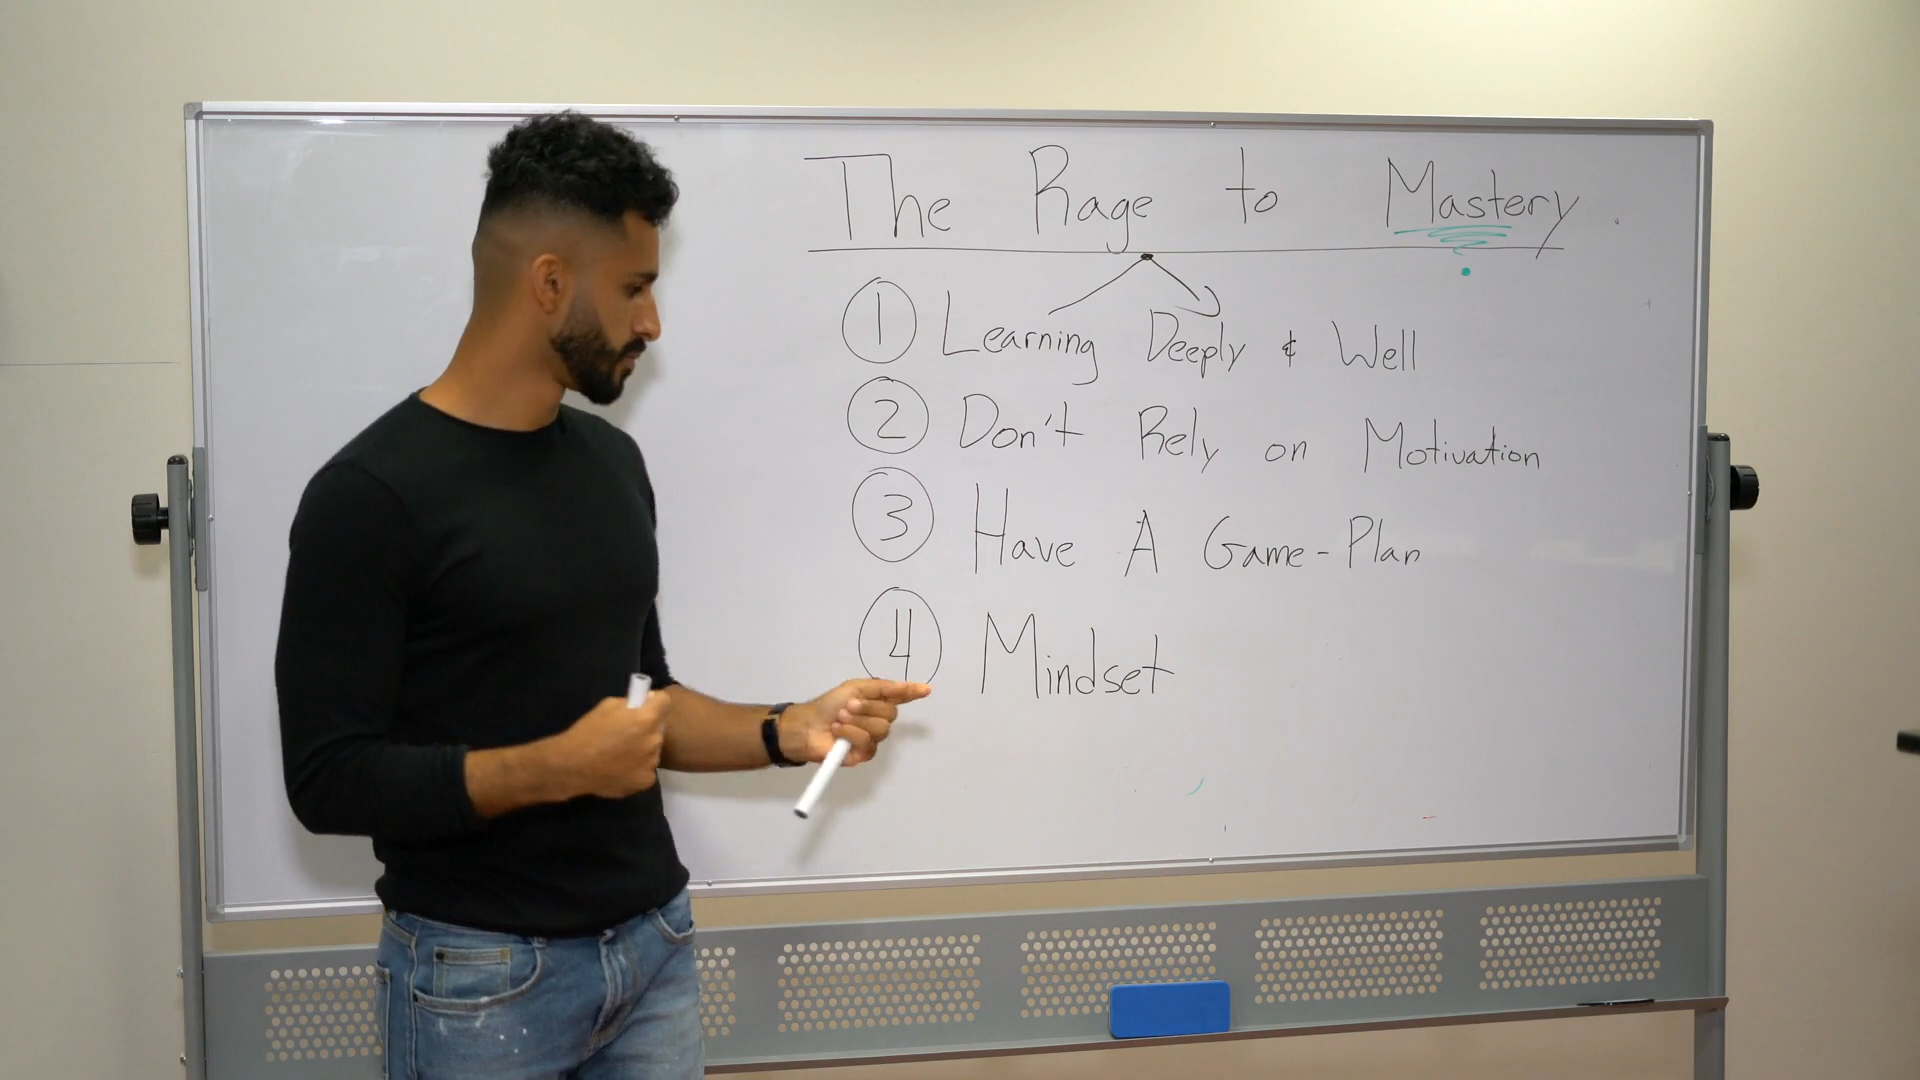 The Rage to Mastery.
1 Learning Deeply & Well
2 Don't Rely on Motivation
3 Have A Game-Plan
4 Mindset